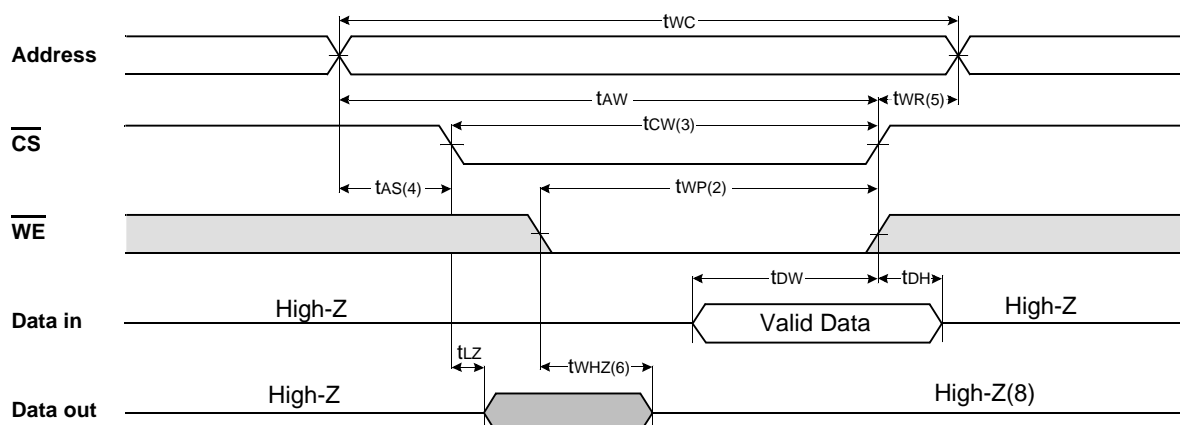 tWC
Address
tAW
tWR(5)
tCW(3)
CS
tAS(4)
tWP(2)
WE
tDW
tDH
High-Z
High-Z
Data in
Valid Data
tLZ
tWHZ(6)
High-Z
High-Z(8)
Data out